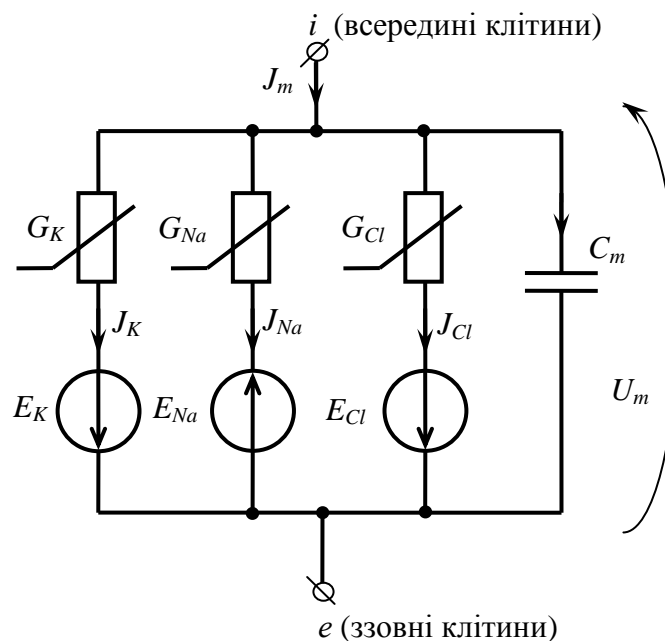 i (всередині клітини)
J_m
G_K
G_Na
G_Cl
C_m
J_K
J_Na
J_Cl
E_K
E_Na
E_Cl
U_m
e (ззовні клітини)